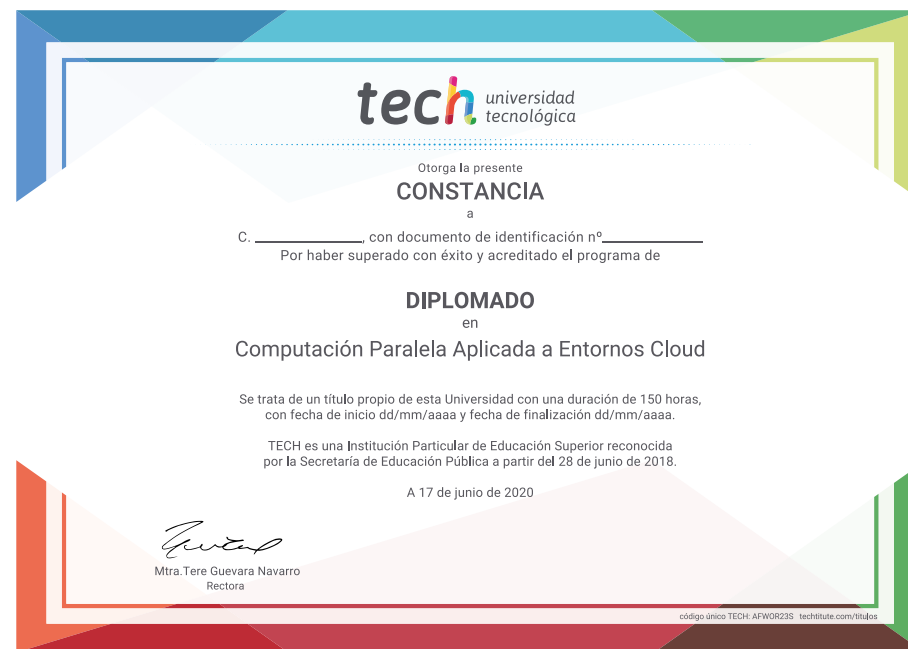 tech universidad
tecnológica
Otorga la presente
CONSTANCIA
a
C. ____________, con documento de identificación nº____________
Por haber superado con éxito y acreditado el programa de
DIPLOMADO
en
Computación Paralela Aplicada a Entornos Cloud
Se trata de un título propio de esta Universidad con una duración de 150 horas,
con fecha de inicio dd/mm/aaaa y fecha de finalización dd/mm/aaaa.
TECH es una Institución Particular de Educación Superior reconocida
por la Secretaría de Educación Pública a partir del 28 de junio de 2018.
A 17 de junio de 2020
Mtra.Tere Guevara Navarro
Rectora
código único TECH: AFWOR23S techtitute.com/titulos